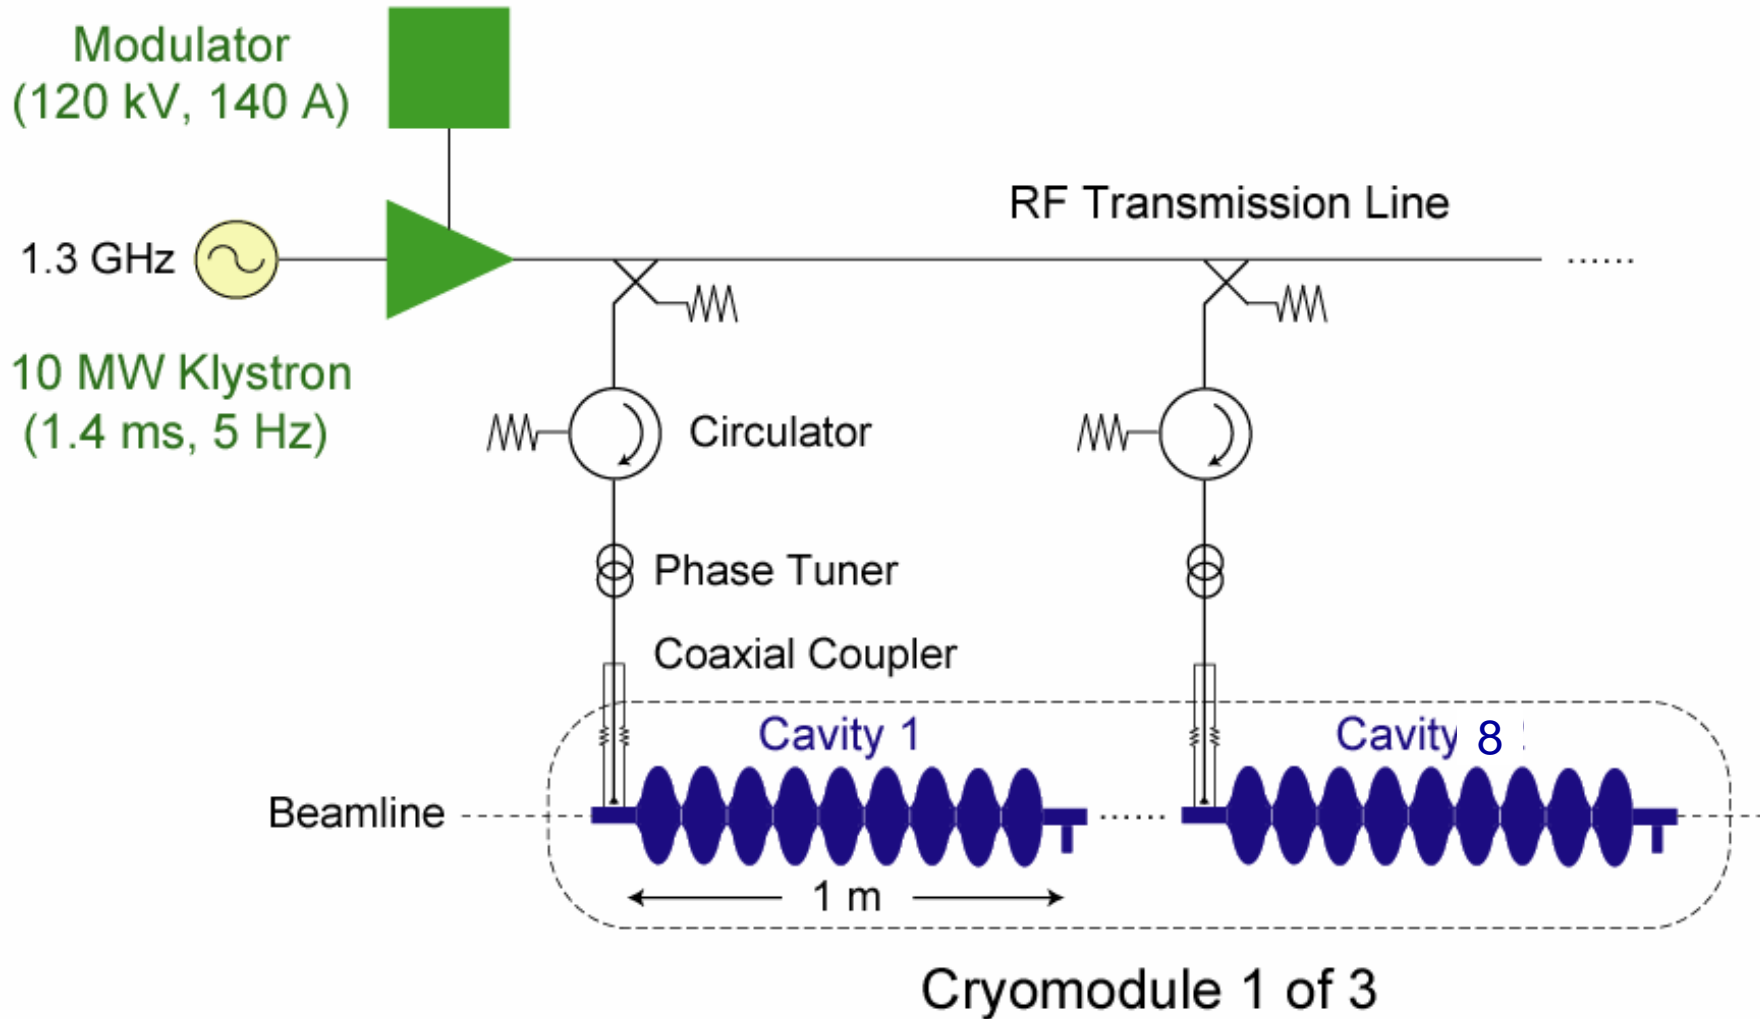 Modulator
(120 kV, 140 A)
RF Transmission Line
1.3 GHz
......
10 MW Klystron
(1.4 ms, 5 Hz)
Circulator
Phase Tuner
Coaxial Coupler
Cavity 1
Cavity 8
Beamline
......
1 m
Cryomodule 1 of 3